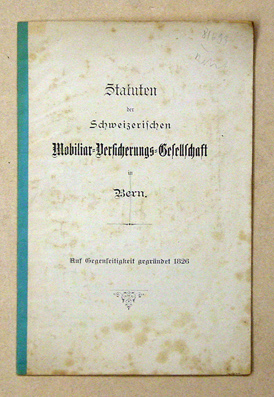 Statuten
der
Schweizerischen
Mobiliar=Versicherungs=Gesellschaft
in
Bern.
Auf Gegenseitigkeit gegründet 1826